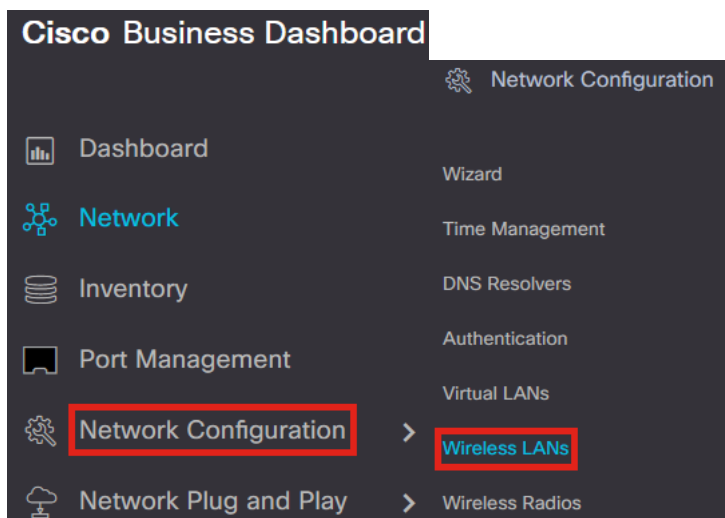 Cisco Business Dashboard
Dashboard
Network
Inventory
Port Management
Network Configuration
Network Plug and Play
Network Configuration
Wizard
Time Management
DNS Resolvers
Authentication
Virtual LANs
Wireless LANs
Wireless Radios